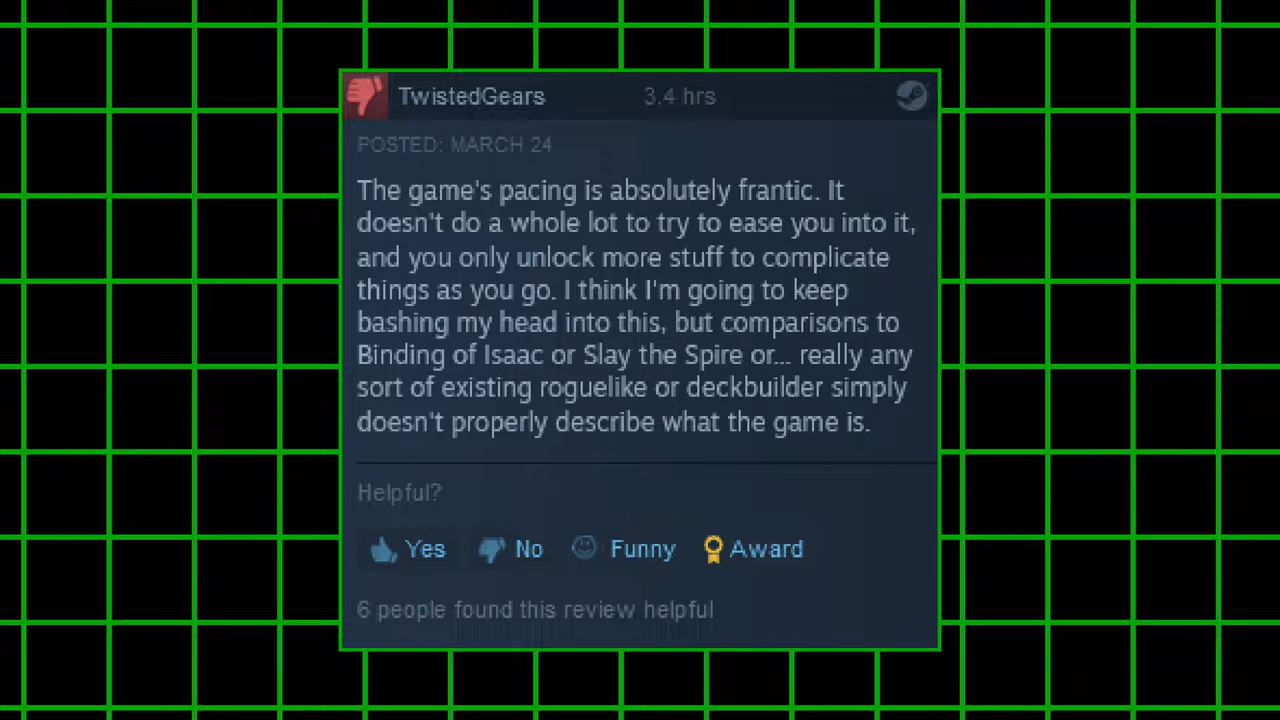 TwistedGears 3.4 hrs
POSTED: MARCH 24
The game's pacing is absolutely frantic. It
doesn't do a whole lot to try to ease you into it,
and you only unlock more stuff to complicate
things as you go. I think I'm going to keep
bashing my head into this, but comparisons to
Binding of Isaac or Slay the Spire or... really any
sort of existing roguelike or deckbuilder simply
doesn't properly describe what the game is.
Helpful?
Yes No Funny Award
6 people found this review helpful